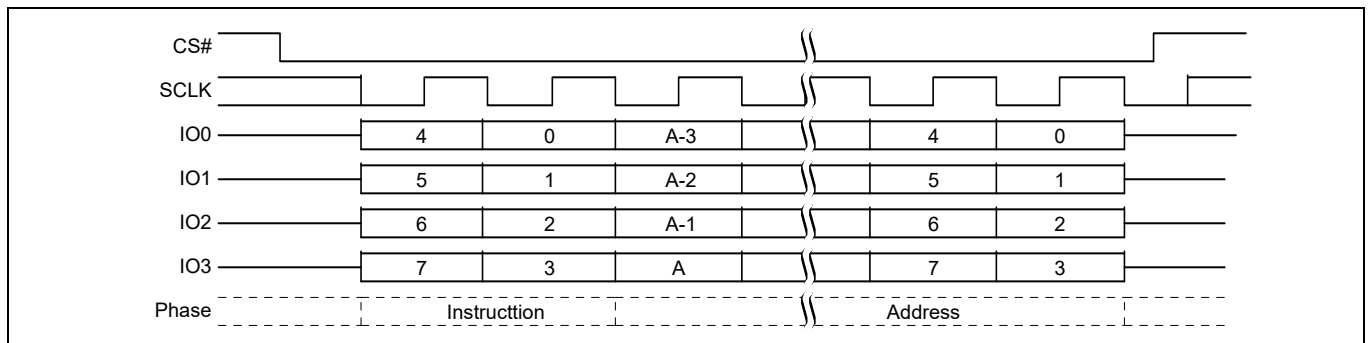 CS#
SCLK
IO0 4 0 A-3 4 0
IO1 5 1 A-2 5 1
IO2 6 2 A-1 6 2
IO3 7 3 A 7 3
Phase Instructtion Address